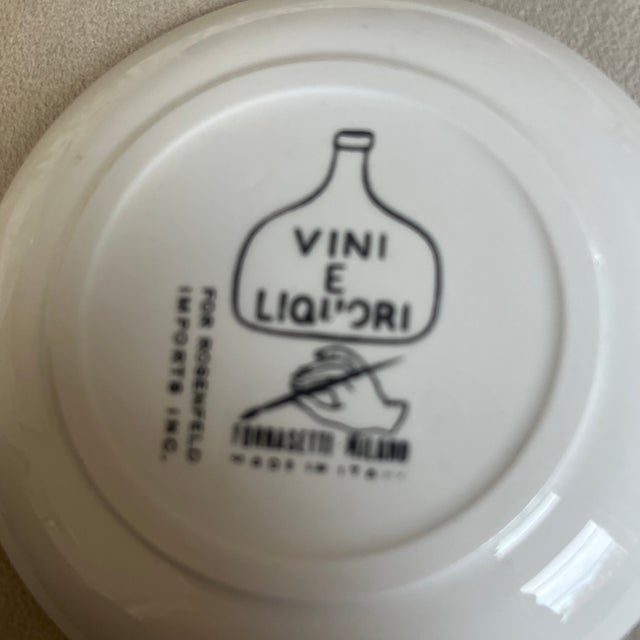 VINI
E
LIQUORI
FORNASETTI-MILANO
MADE IN ITALY
FOR ROSENFELD
IMPORTS INC.